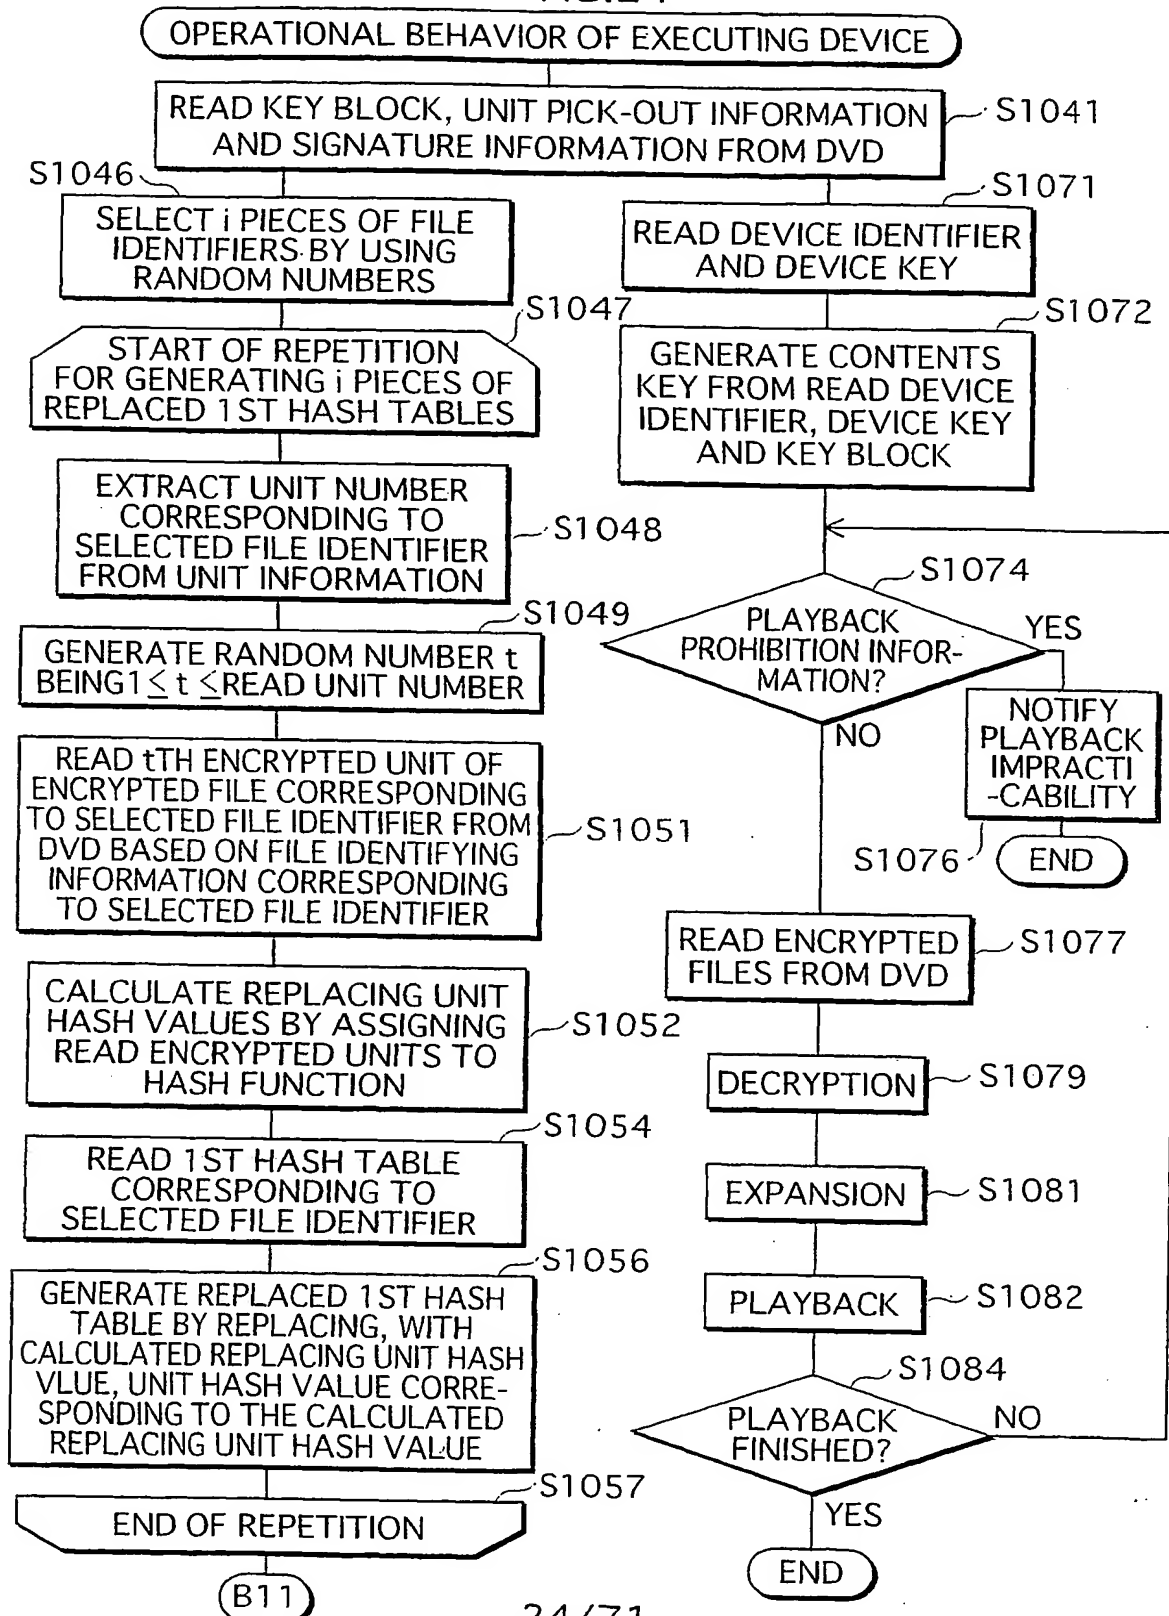 OPERATIONAL BEHAVIOR OF EXECUTING DEVICE
READ KEY BLOCK, UNIT PICK-OUT INFORMATION
AND SIGNATURE INFORMATION FROM DVD
S1041
S1046
SELECT i PIECES OF FILE
IDENTIFIERS BY USING
RANDOM NUMBERS
S1047
START OF REPETITION
FOR GENERATING i PIECES OF
REPLACED 1ST HASH TABLES
EXTRACT UNIT NUMBER
CORRESPONDING TO
SELECTED FILE IDENTIFIER
FROM UNIT INFORMATION
S1048
S1049
GENERATE RANDOM NUMBER t
BEING1≤ t ≤READ UNIT NUMBER
READ tTH ENCRYPTED UNIT OF
ENCRYPTED FILE CORRESPONDING
TO SELECTED FILE IDENTIFIER FROM
DVD BASED ON FILE IDENTIFYING
INFORMATION CORRESPONDING
TO SELECTED FILE IDENTIFIER
S1051
CALCULATE REPLACING UNIT
HASH VALUES BY ASSIGNING
READ ENCRYPTED UNITS TO
HASH FUNCTION
S1052
S1054
READ 1ST HASH TABLE
CORRESPONDING TO
SELECTED FILE IDENTIFIER
S1056
GENERATE REPLACED 1ST HASH
TABLE BY REPLACING, WITH
CALCULATED REPLACING UNIT HASH
VLUE, UNIT HASH VALUE CORRE-
SPONDING TO THE CALCULATED
REPLACING UNIT HASH VALUE
S1057
END OF REPETITION
B11
S1071
READ DEVICE IDENTIFIER
AND DEVICE KEY
S1072
GENERATE CONTENTS
KEY FROM READ DEVICE
IDENTIFIER, DEVICE KEY
AND KEY BLOCK
S1074
PLAYBACK
PROHIBITION INFOR-
MATION?
YES
NO
NOTIFY
PLAYBACK
IMPRACTI
-CABILITY
S1076
END
READ ENCRYPTED
FILES FROM DVD
S1077
DECRYPTION
S1079
EXPANSION
S1081
PLAYBACK
S1082
S1084
PLAYBACK
FINISHED?
NO
YES
END